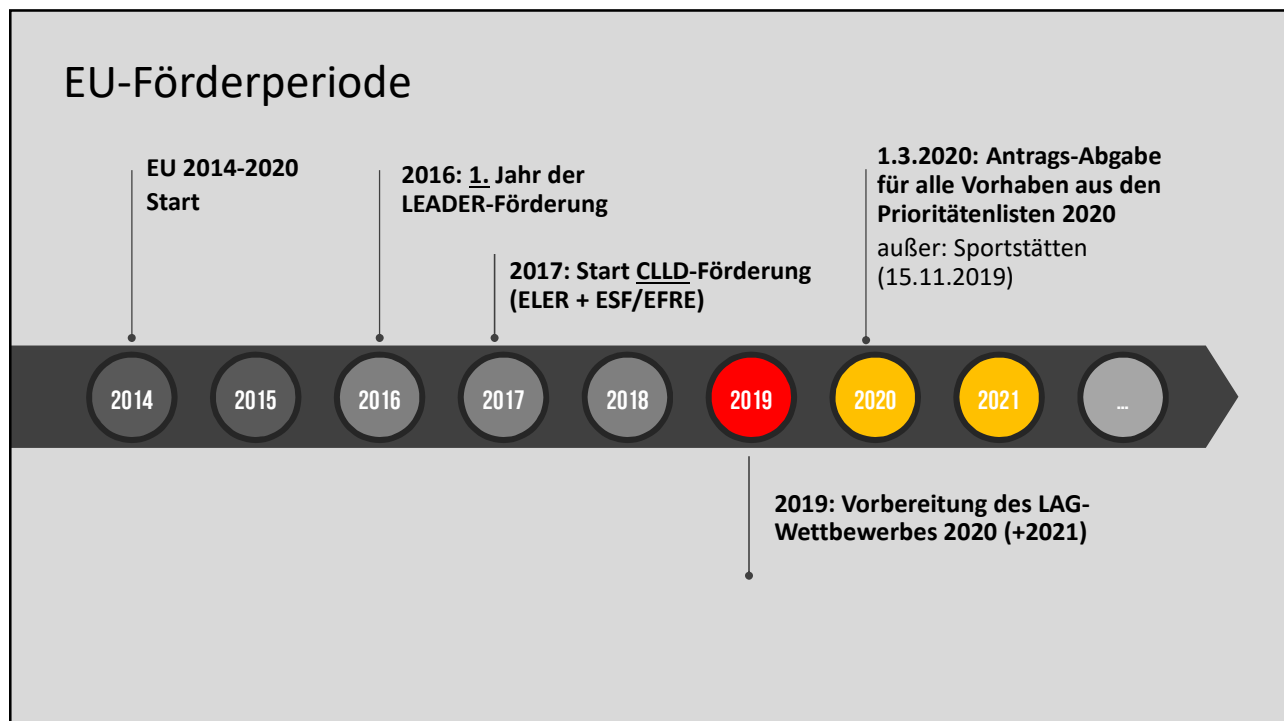 EU-Förderperiode
EU 2014-2020
Start
2016: 1. Jahr der
LEADER-Förderung
2017: Start CLLD-Förderung
(ELER + ESF/EFRE)
1.3.2020: Antrags-Abgabe
für alle Vorhaben aus den
Prioritätenlisten 2020
außer: Sportstätten
(15.11.2019)
2014
2015
2016
2017
2018
2019
2020
2021
...
2019: Vorbereitung des LAG-
Wettbewerbes 2020 (+2021)